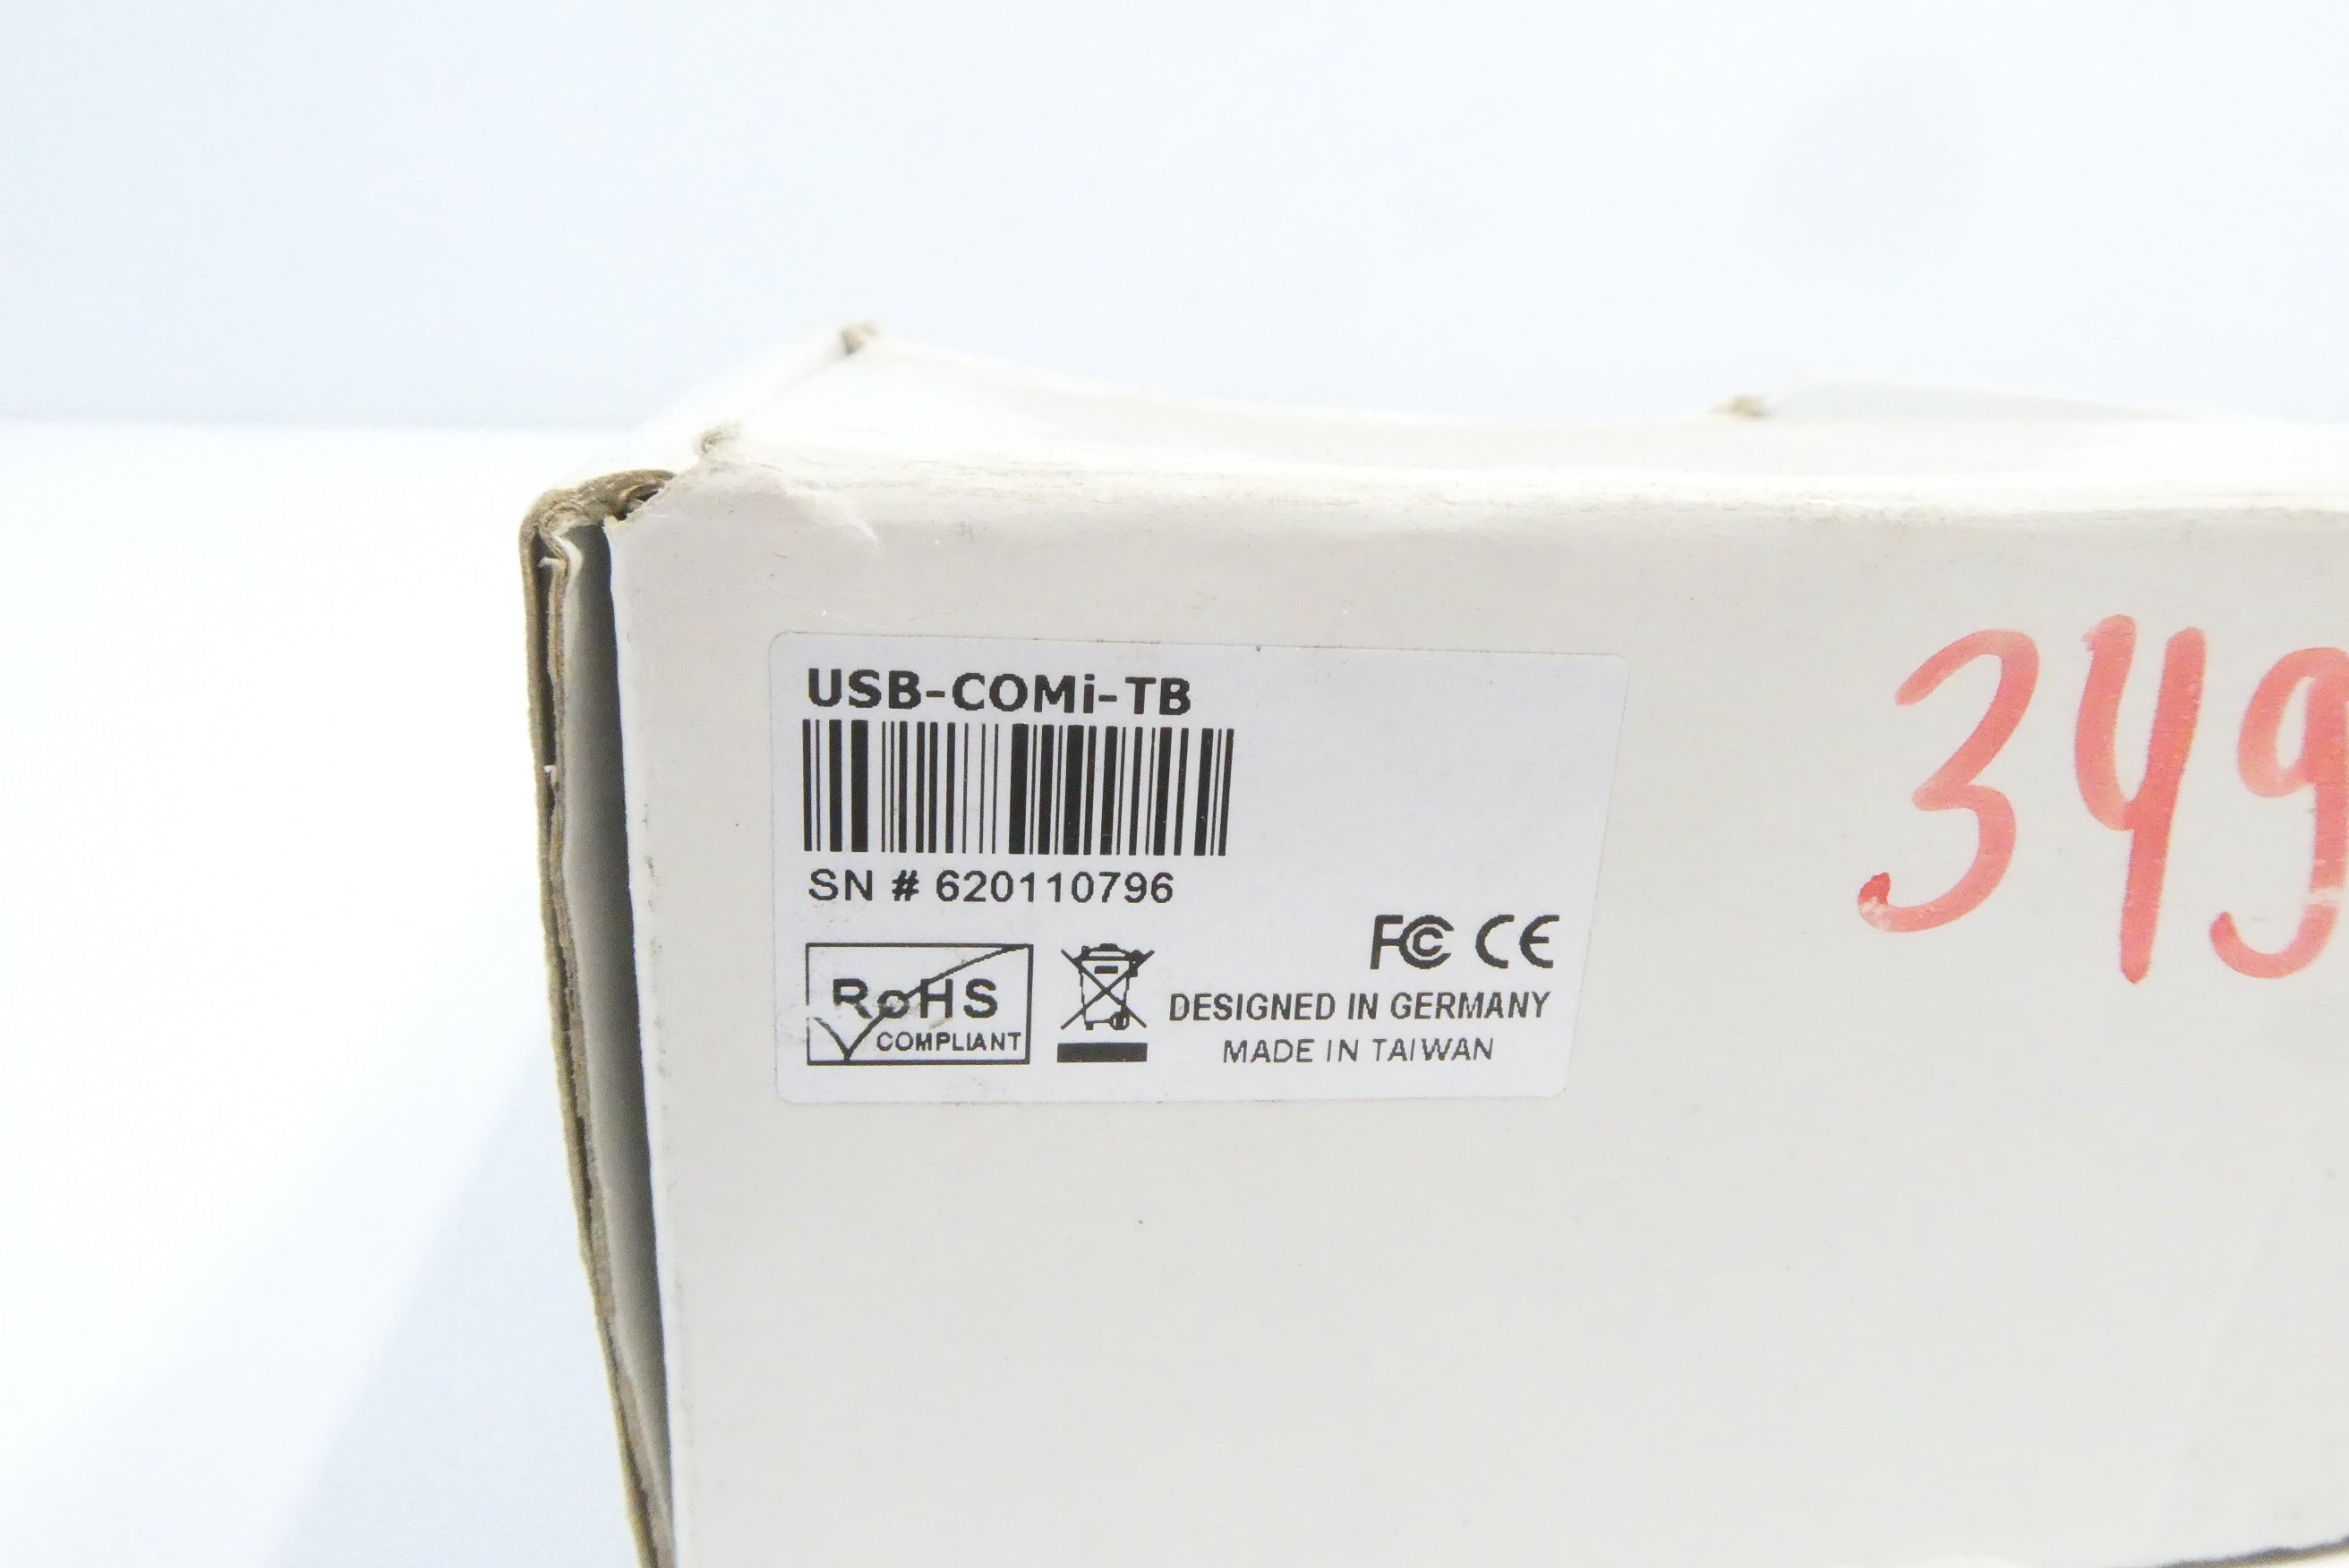 USB-COMi-TB
SN # 620110796
FC CE
RoHS
COMPLIANT
DESIGNED IN GERMANY
MADE IN TAIWAN
349